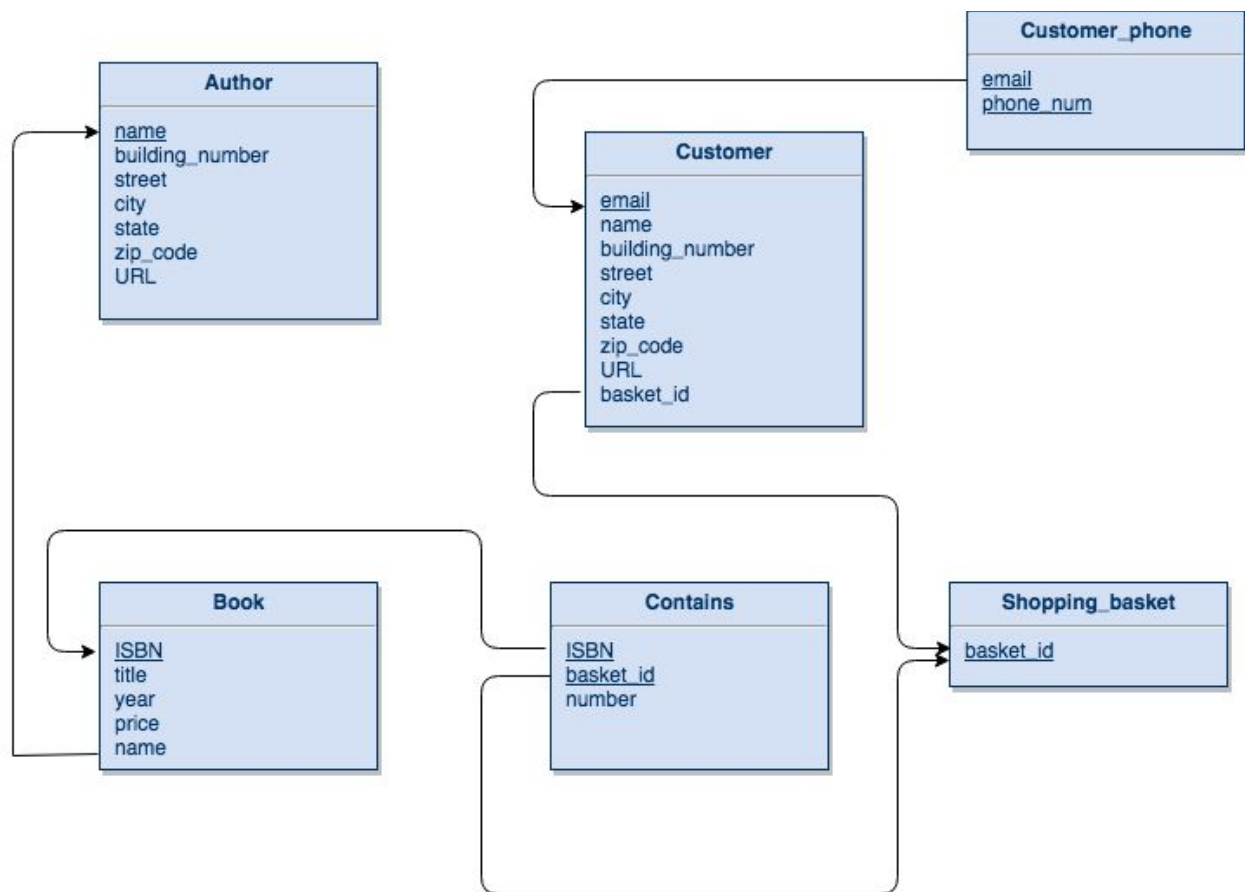 Customer_phone
email
phone_num
Author
name
building_number
street
city
state
zip_code
URL
Customer
email
name
building_number
street
city
state
zip_code
URL
basket_id
Book
ISBN
title
year
price
name
Contains
ISBN
basket_id
number
Shopping_basket
basket_id